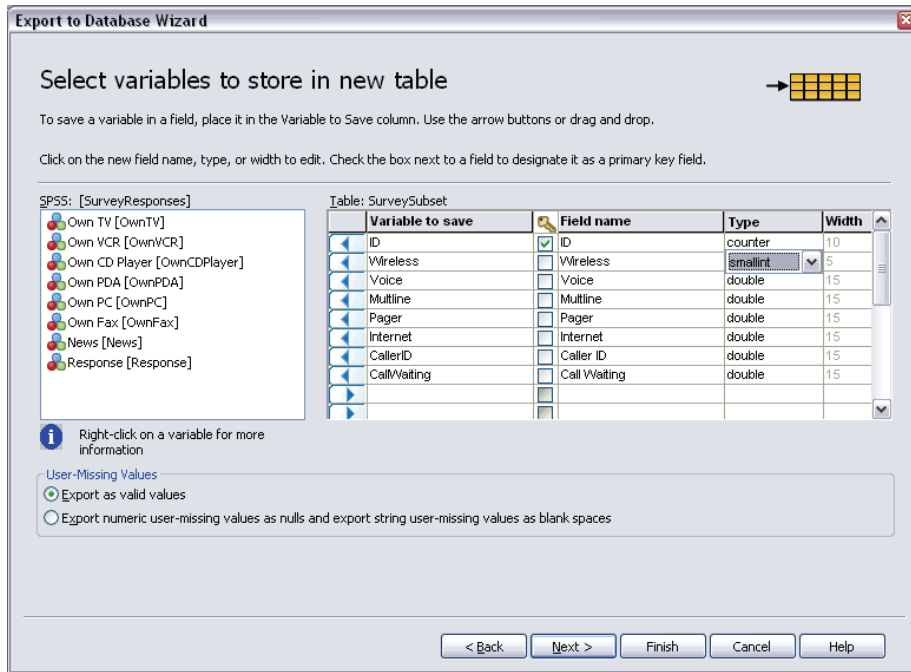 Export to Database Wizard
Select variables to store in new table
To save a variable in a field, place it in the Variable to Save column. Use the arrow buttons or drag and drop.
Click on the new field name, type, or width to edit. Check the box next to a field to designate it as a primary key field.
SPSS: [SurveyResponses]
Own TV [OwnTV]
Own VCR [OwnVCR]
Own CD Player [OwnCDPlayer]
Own PDA [OwnPDA]
Own PC [OwnPC]
Own Fax [OwnFax]
News [News]
Response [Response]
Right-click on a variable for more
information
Table: SurveySubset
Variable to save Field name Type Width
ID ID counter 10
Wireless Wireless smallint 5
Voice Voice double 15
Multline Multline double 15
Pager Pager double 15
Internet Internet double 15
CallerID Caller ID double 15
CallWaiting Call Waiting double 15
User-Missing Values
Export as valid values
Export numeric user-missing values as nulls and export string user-missing values as blank spaces
< Back Next > Finish Cancel Help